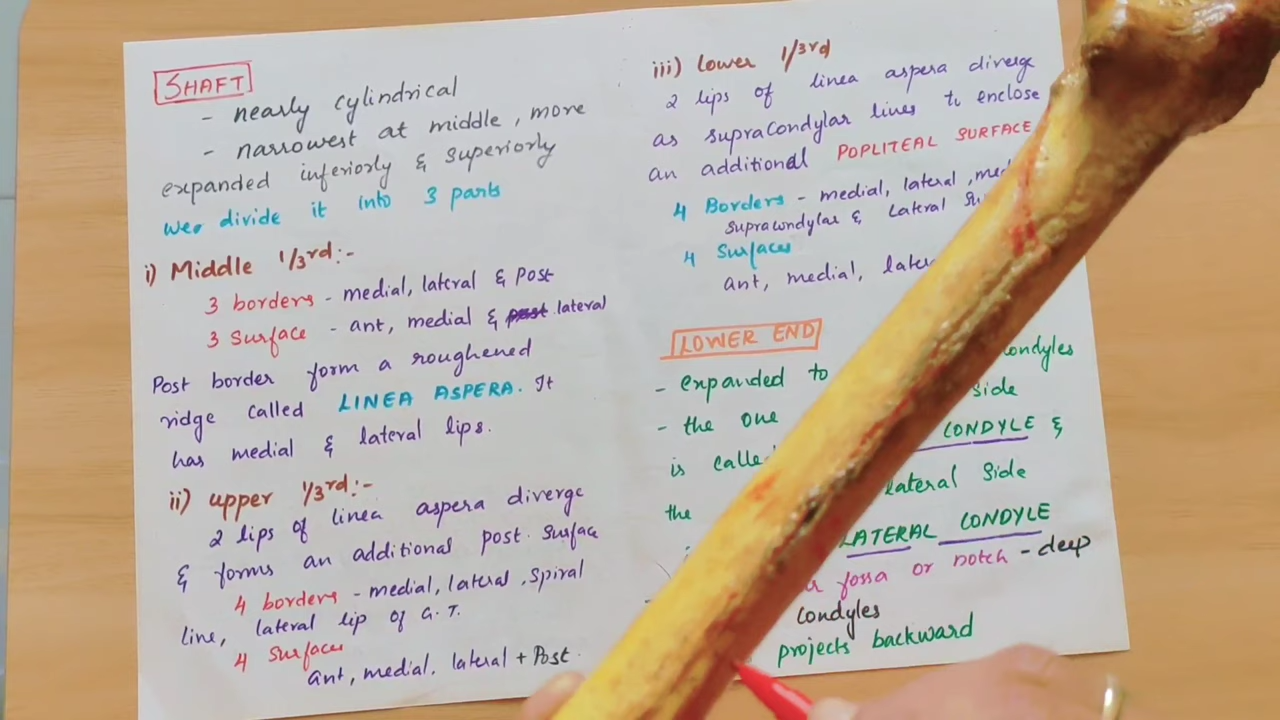 SHAFT
- nearly cylindrical
- narrowest at middle, more
expanded inferiorly & superiorly
We divide it into 3 parts
i) Middle 1/3rd:-
3 borders - medial, lateral & Post
3 Surface - ant, medial & lateral
Post border form a roughened
ridge called LINEA ASPERA. It
has medial & lateral lips.
ii) upper 1/3rd:-
2 lips of linea aspera diverge
& forms an additional post. Surface
4 borders - medial, lateral, spiral
line, lateral lip of G.T.
4 Surfaces
ant, medial, lateral + Post.
iii) Lower 1/3rd
2 lips of linea aspera diverge
as supracondylar lines to enclose
an additional POPLITEAL SURFACE
4 Borders - medial, lateral, med
supracondylar & Lateral Su
4 Surfaces
ant, medial, late
LOWER END
- expanded to condyles
- the one side
is calle CONDYLE &
the lateral side
LATERAL CONDYLE
fossa or notch - deep
condyles
projects backward